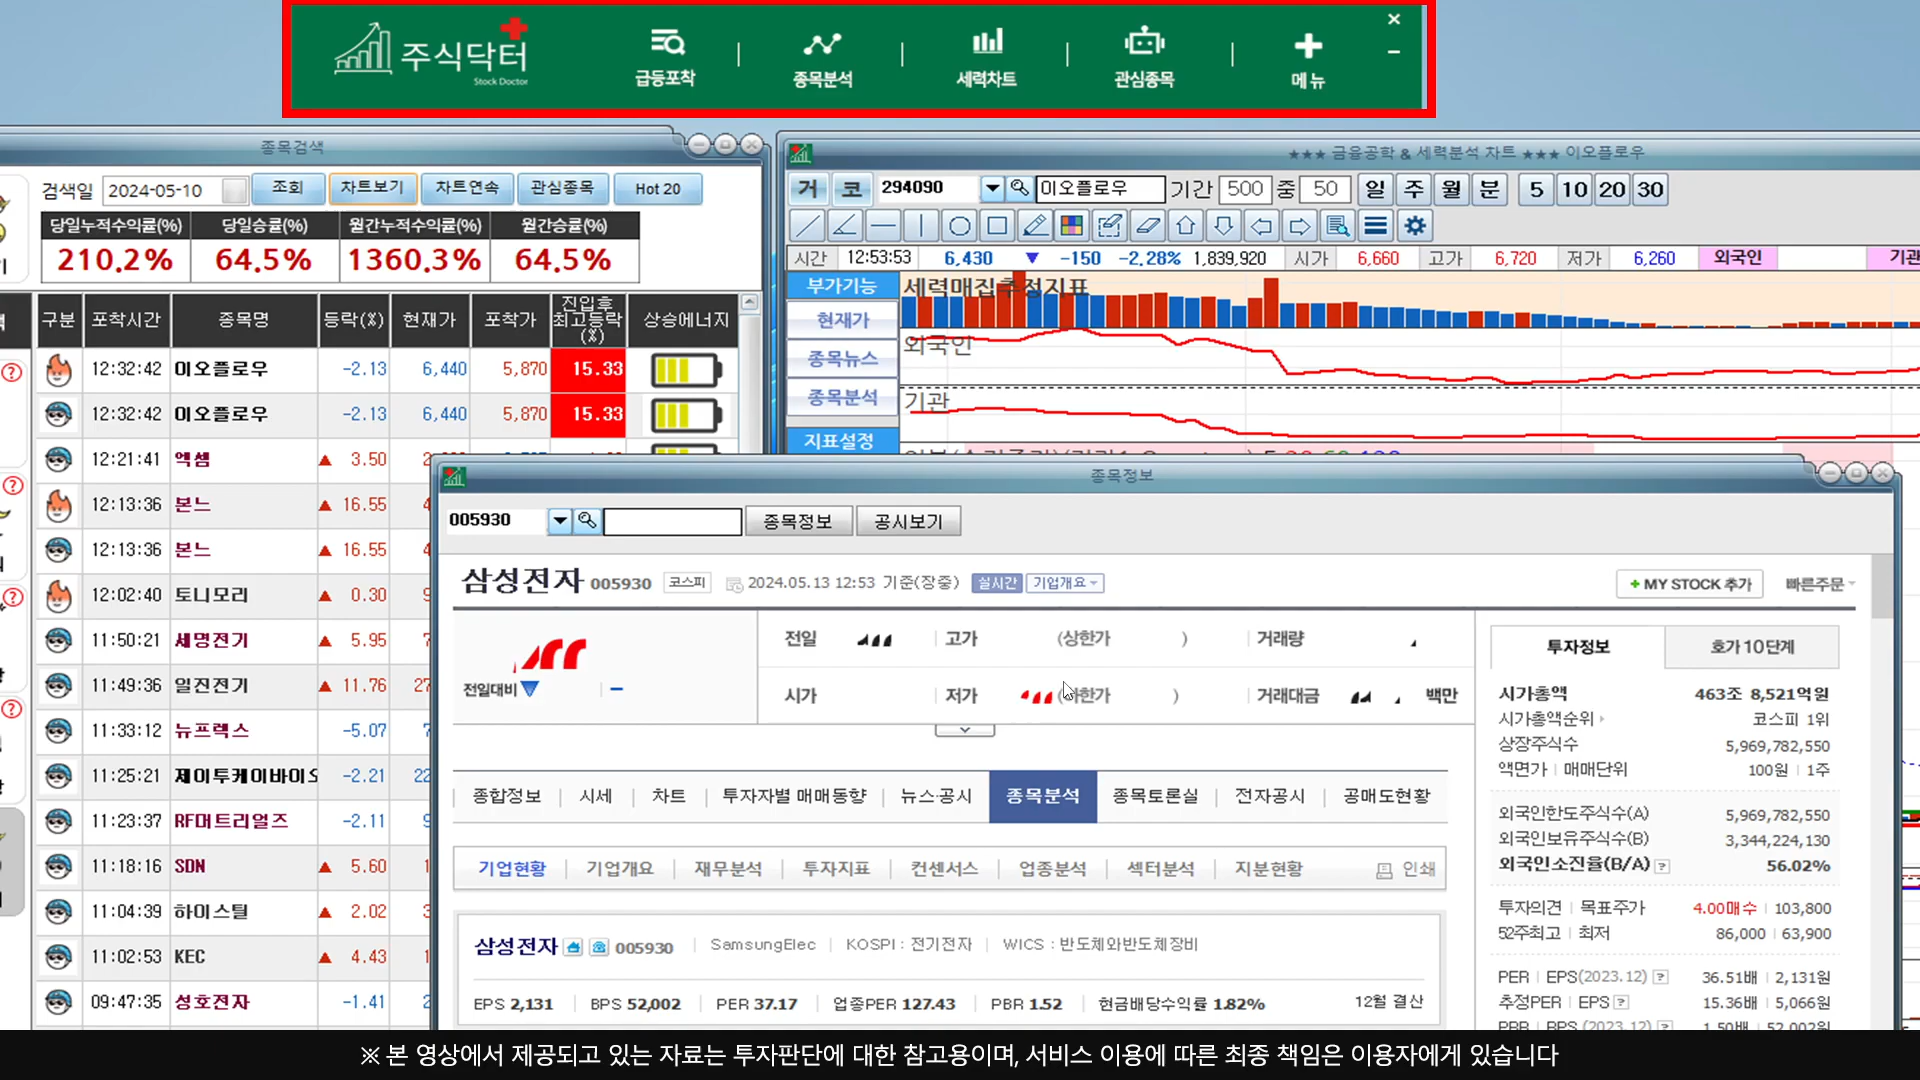 주식닥터
Stock Doctor
급등포착
종목분석
세력차트
관심종목
메뉴
종목검색
검색일 2024-05-10 조회 차트보기 차트연속 관심종목 Hot 20
당일누적수익률(%) 당일승률(%) 월간누적수익률(%) 월간승률(%)
210.2% 64.5% 1360.3% 64.5%
구분 포착시간 종목명 등락(%) 현재가 포착가 진입후 최고등락 (%) 상승에너지
12:32:42 이오플로우 -2.13 6,440 5,870 15.33
12:32:42 이오플로우 -2.13 6,440 5,870 15.33
12:21:41 엑셈 ▲ 3.50
12:13:36 본느 ▲ 16.55
12:13:36 본느 ▲ 16.55
12:02:40 토니모리 ▲ 0.30
11:50:21 세명전기 ▲ 5.95
11:49:36 일진전기 ▲ 11.76
11:33:12 뉴프렉스 -5.07
11:25:21 제이투케이바이오 -2.21
11:23:37 RF머트리얼즈 -2.11
11:18:16 SDN ▲ 5.60
11:04:39 하이스틸 ▲ 2.02
11:02:53 KEC ▲ 4.43
09:47:35 성호전자 -1.41
★★★ 금융공학 & 세력분석 차트 ★★★ 이오플로우
거 코 294090 이오플로우 기간 500 중 50 일 주 월 분 5 10 20 30
시간 12:53:53 6,430 ▼ -150 -2.28% 1,839,920 시가 6,660 고가 6,720 저가 6,260 외국인 기관
부가기능
현재가
종목뉴스
종목분석
지표설정
세력매집추정지표
외국인
기관
종목정보
005930 종목정보 공시보기
삼성전자 005930 코스피 2024.05.13 12:53 기준(장중) 실시간 기업개요
+ MY STOCK 추가 빠른주문
전일대비 ▼
전일 고가 (상한가 ) 거래량
시가 저가 (하한가 ) 거래대금 백만
투자정보 호가 10단계
시가총액 463조 8,521억원
시가총액순위 코스피 1위
상장주식수 5,969,782,550
액면가 | 매매단위 100원 | 1주
외국인한도주식수(A) 5,969,782,550
외국인보유주식수(B) 3,344,224,130
외국인소진율(B/A) ? 56.02%
투자의견 | 목표주가 4.00매수 | 103,800
52주최고 | 최저 86,000 | 63,900
PER | EPS(2023.12) ? 36.51배 | 2,131원
추정PER | EPS ? 15.36배 | 5,066원
PBR | BPS (2023.12) ? 1.50배 | 52,002원
종합정보 시세 차트 투자자별 매매동향 뉴스·공시 종목분석 종목토론실 전자공시 공매도현황
기업현황 기업개요 재무분석 투자지표 컨센서스 업종분석 섹터분석 지분현황 인쇄
삼성전자 005930 SamsungElec KOSPI : 전기전자 WICS : 반도체와반도체장비
EPS 2,131 BPS 52,002 PER 37.17 업종PER 127.43 PBR 1.52 현금배당수익률 1.82% 12월 결산
※ 본 영상에서 제공되고 있는 자료는 투자판단에 대한 참고용이며, 서비스 이용에 따른 최종 책임은 이용자에게 있습니다